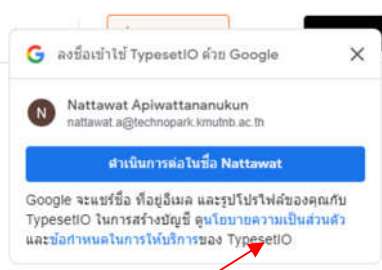 ลงชื่อเข้าใช้ TypesetIO ด้วย Google
N
Nattawat Apiwattananukun
nattawat.a@technopark.kmutnb.ac.th
ดำเนินการต่อในชื่อ Nattawat
Google จะแชร์ชื่อ ที่อยู่อีเมล และรูปโปรไฟล์ของคุณกับ
TypesetIO ในการสร้างบัญชี ดูนโยบายความเป็นส่วนตัว
และข้อกำหนดในการให้บริการของ TypesetIO